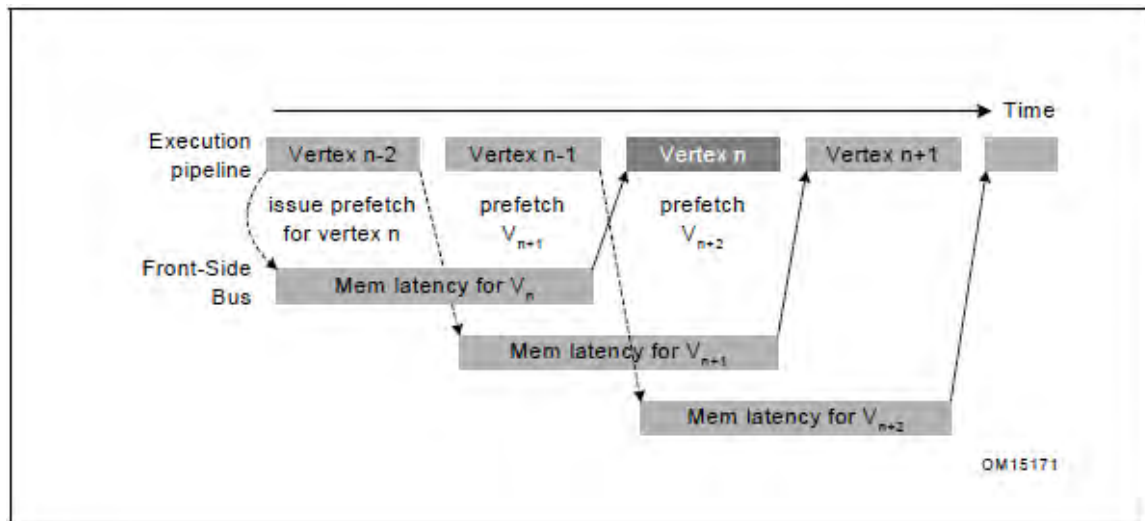 Time
Execution
pipeline
Vertex n-2
Vertex n-1
Vertex n
Vertex n+1
issue prefetch
for vertex n
prefetch
Vn+1
prefetch
Vn+2
Front-Side
Bus
Mem latency for Vn
Mem latency for Vn+1
Mem latency for Vn+2
OM15171